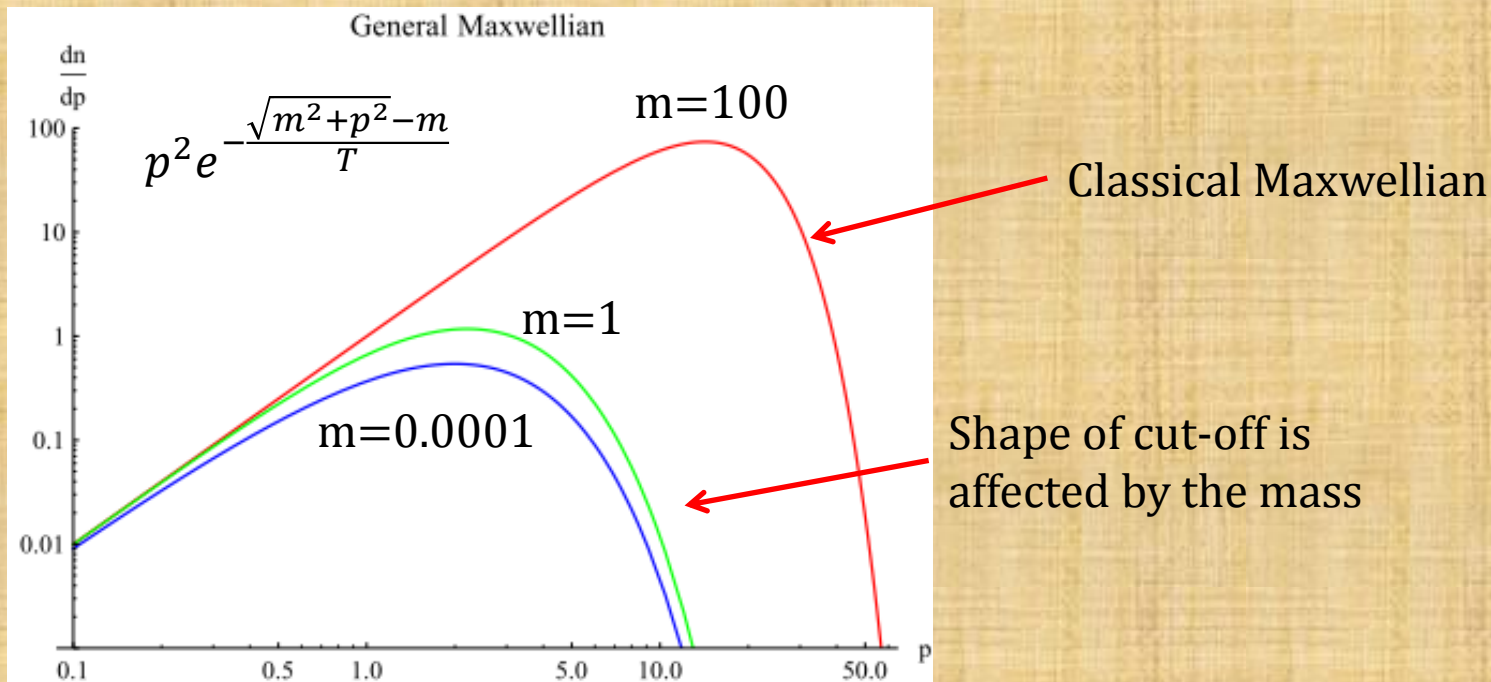 General Maxwellian
dn
dp
p²e^{-\frac{\sqrt{m²+p²}-m}{T}}
m=100
Classical Maxwellian
m=1
m=0.0001
Shape of cut-off is
affected by the mass
100
10
1
0.1
0.01
0.1 0.5 1.0 5.0 10.0 50.0 p